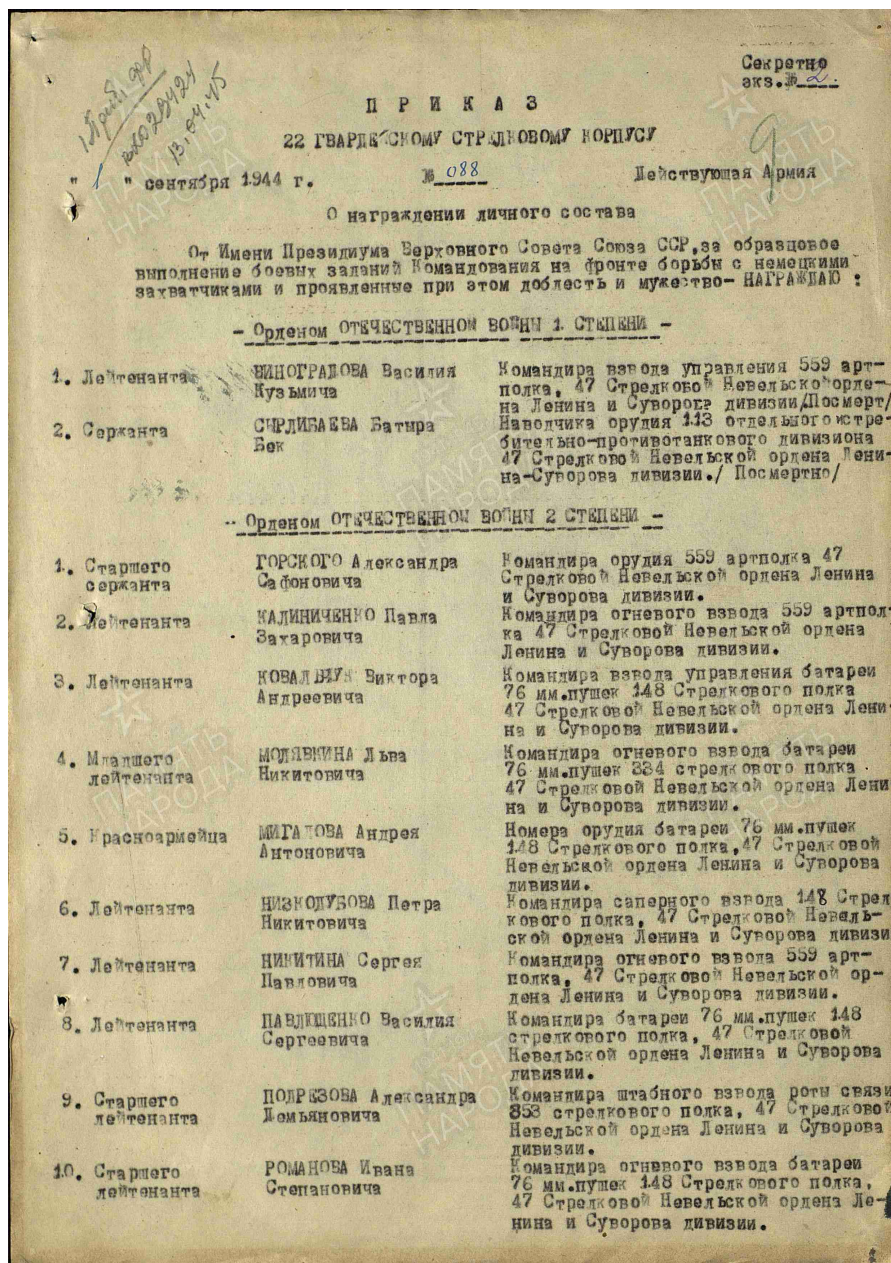 Секретно
экз.№ 2.
1. Приб. фр
вх 029424
13.09.45
П Р И К А З
22 ГВАРДЕЙСКОМУ СТРЕЛКОВОМУ КОРПУСУ
9
" 1 " сентября 1944 г. № 088 Действующая Армия
О награждении личного состава
От Имени Президиума Верховного Совета Союза ССР,за образцовое
выполнение боевых заданий Командования на фронте борьбы с немецкими
захватчиками и проявленные при этом доблесть и мужество- НАГРАЖДАЮ :
- Орденом ОТЕЧЕСТВЕННОЙ ВОЙНЫ 1 СТЕПЕНИ -
1. Лейтенанта ВИНОГРАДОВА Василия Командира взвода управления 559 арт-
Кузьмича полка, 47 Стрелковой Невельской орде-
на Ленина и Суворова дивизии/Посмерт/
2. Сержанта СЫРЛИБАЕВА Батыра Наводчика орудия 113 отдельного истре-
Бек бительно-противотанкового дивизиона
47 Стрелковой Невельской ордена Лени-
на-Суворова дивизии./ Посмертно/
- Орденом ОТЕЧЕСТВЕННОЙ ВОЙНЫ 2 СТЕПЕНИ -
1. Старшего ГОРСКОГО Александра Командира орудия 559 артполка 47
сержанта Сафоновича Стрелковой Невельской ордена Ленина
и Суворова дивизии.
2. Лейтенанта КАЛИНИЧЕНКО Павла Командира огневого взвода 559 артпол-
Захаровича ка 47 Стрелковой Невельской ордена
Ленина и Суворова дивизии.
3. Лейтенанта КОВАЛЬЧУК Виктора Командира взвода управления батареи
Андреевича 76 мм.пушек 148 Стрелкового полка
47 Стрелковой Невельской ордена Лени-
на и Суворова дивизии.
4. Младшего МОЛЯВКИНА Льва Командира огневого взвода батареи
лейтенанта Никитовича 76 мм.пушек 334 стрелкового полка
47 Стрелковой Невельской ордена Лени
на и Суворова дивизии.
5. Красноармейца МИГАЛОВА Андрея Номера орудия батареи 76 мм.пушек
Антоновича 148 Стрелкового полка,47 Стрелковой
Невельской ордена Ленина и Суворова
дивизии.
6. Лейтенанта НИЗКОДУБОВА Петра Командира саперного взвода 148 Стрел
Никитовича кового полка, 47 Стрелковой Невель-
ской ордена Ленина и Суворова дивизи
7. Лейтенанта НИКИТИНА Сергея Командира огневого взвода 559 арт-
Павловича полка, 47 Стрелковой Невельской ор-
дена Ленина и Суворова дивизии.
8. Лейтенанта ПАВЛЮЩЕНКО Василия Командира батареи 76 мм.пушек 148
Сергеевича стрелкового полка, 47 Стрелковой
Невельской ордена Ленина и Суворова
дивизии.
9. Старшего ПОДРЕЗОВА Александра Командира штабного взвода роты связи
лейтенанта Демьяновича 853 стрелкового полка, 47 Стрелковой
Невельской ордена Ленина и Суворова
дивизии.
10. Старшего РОМАНОВА Ивана Командира огневого взвода батареи
лейтенанта Степановича 76 мм.пушек 148 Стрелкового полка,
47 Стрелковой Невельской ордена Ле-
нина и Суворова дивизии.
ПАМЯТЬ
НАРОДА